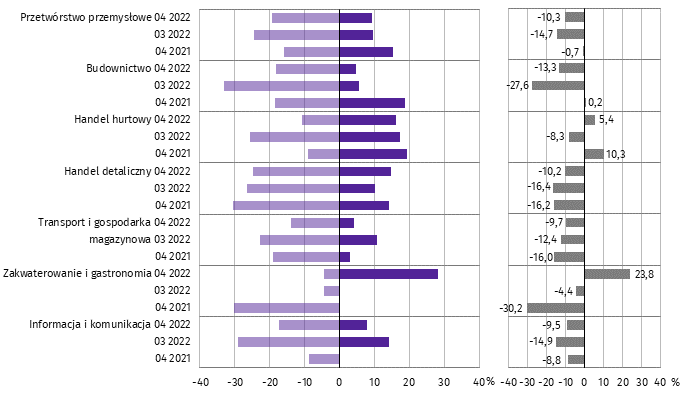 Przetwórstwo przemysłowe 04 2022 -10,3
03 2022 -14,7
04 2021 -0,7
Budownictwo 04 2022 -13,3
03 2022 -27,6
04 2021 0,2
Handel hurtowy 04 2022 5,4
03 2022 -8,3
04 2021 10,3
Handel detaliczny 04 2022 -10,2
03 2022 -16,4
04 2021 -16,2
Transport i gospodarka 04 2022 -9,7
magazynowa 03 2022 -12,4
04 2021 -16,0
Zakwaterowanie i gastronomia 04 2022 23,8
03 2022 -4,4
04 2021 -30,2
Informacja i komunikacja 04 2022 -9,5
03 2022 -14,9
04 2021 -8,8
-40 -30 -20 -10 0 10 20 30 40 % -40 -30 -20 -10 0 10 20 30 40 %